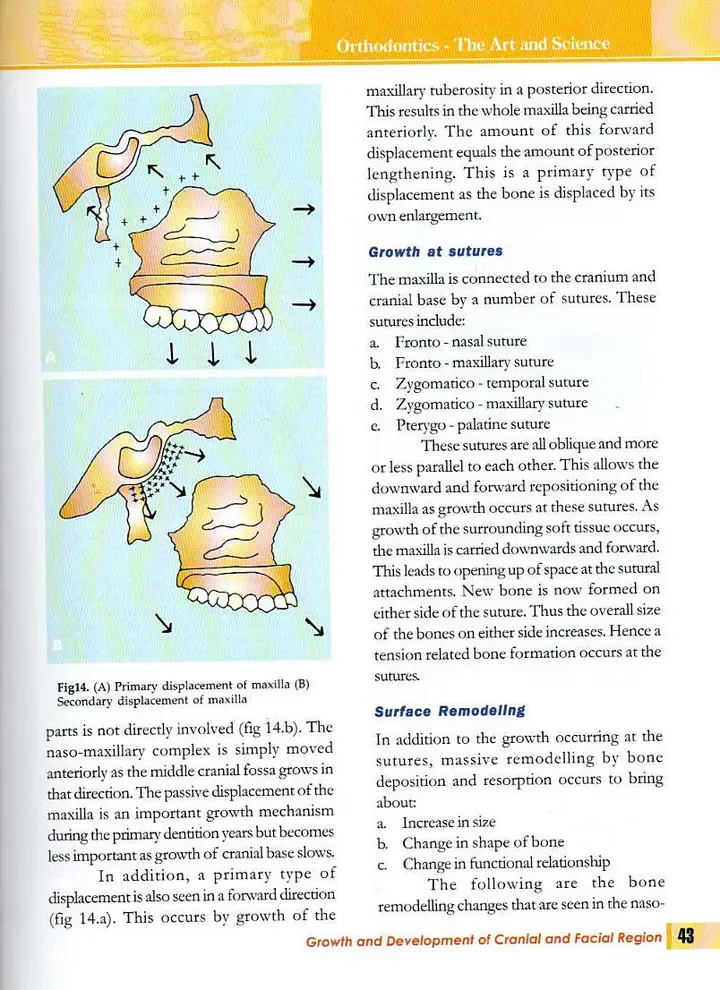 Orthodontics - The Art and Science
A
B
Fig14. (A) Primary displacement of maxilla (B)
Secondary displacement of maxilla
parts is not directly involved (fig 14.b). The
naso-maxillary complex is simply moved
anteriorly as the middle cranial fossa grows in
that direction. The passive displacement of the
maxilla is an important growth mechanism
during the primary dentition years but becomes
less important as growth of cranial base slows.
In addition, a primary type of
displacement is also seen in a forward direction
(fig 14.a). This occurs by growth of the
maxillary tuberosity in a posterior direction.
This results in the whole maxilla being carried
anteriorly. The amount of this forward
displacement equals the amount of posterior
lengthening. This is a primary type of
displacement as the bone is displaced by its
own enlargement.
Growth at sutures
The maxilla is connected to the cranium and
cranial base by a number of sutures. These
sutures include:
a. Fronto - nasal suture
b. Fronto - maxillary suture
c. Zygomatico - temporal suture
d. Zygomatico - maxillary suture
e. Pterygo - palatine suture
These sutures are all oblique and more
or less parallel to each other. This allows the
downward and forward repositioning of the
maxilla as growth occurs at these sutures. As
growth of the surrounding soft tissue occurs,
the maxilla is carried downwards and forward.
This leads to opening up of space at the sutural
attachments. New bone is now formed on
either side of the suture. Thus the overall size
of the bones on either side increases. Hence a
tension related bone formation occurs at the
sutures.
Surface Remodeling
In addition to the growth occurring at the
sutures, massive remodelling by bone
deposition and resorption occurs to bring
about:
a. Increase in size
b. Change in shape of bone
c. Change in functional relationship
The following are the bone
remodelling changes that are seen in the naso-
Growth and Development of Cranial and Facial Region 43